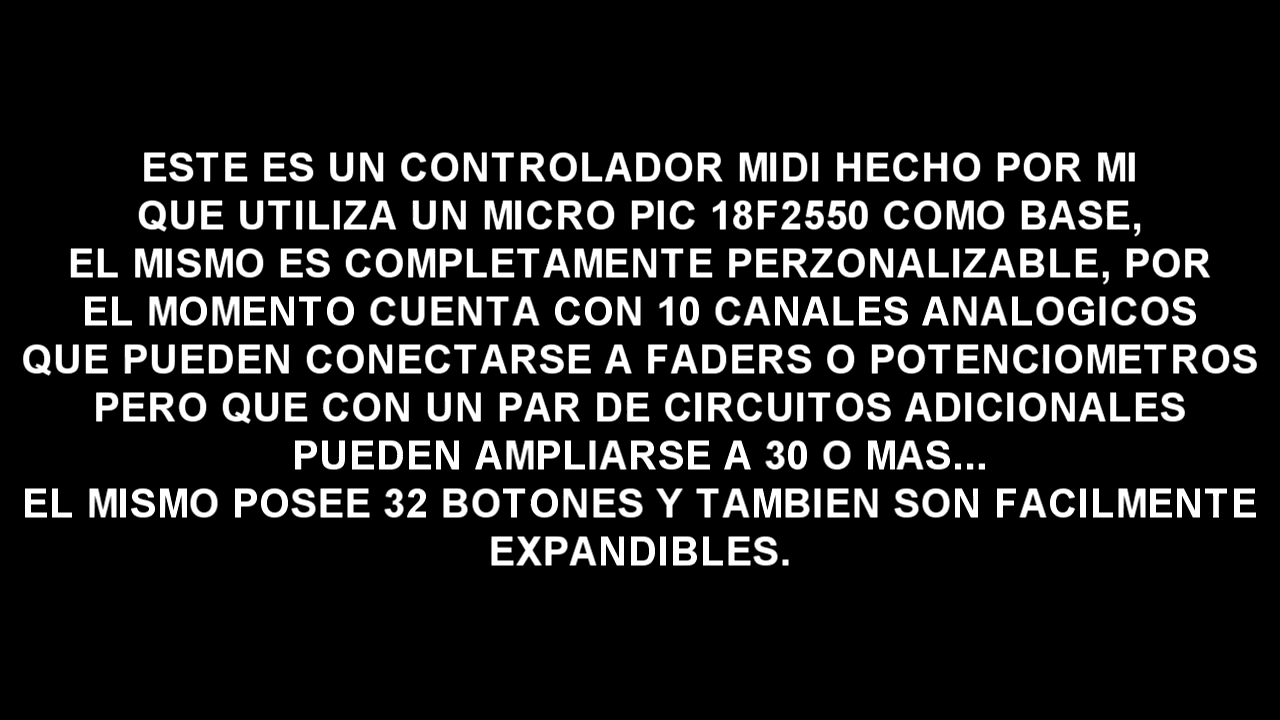 ESTE ES UN CONTROLADOR MIDI HECHO POR MI
QUE UTILIZA UN MICRO PIC 18F2550 COMO BASE,
EL MISMO ES COMPLETAMENTE PERZONALIZABLE, POR
EL MOMENTO CUENTA CON 10 CANALES ANALOGICOS
QUE PUEDEN CONECTARSE A FADERS O POTENCIOMETROS
PERO QUE CON UN PAR DE CIRCUITOS ADICIONALES
PUEDEN AMPLIARSE A 30 O MAS...
EL MISMO POSEE 32 BOTONES Y TAMBIEN SON FACILMENTE
EXPANDIBLES.